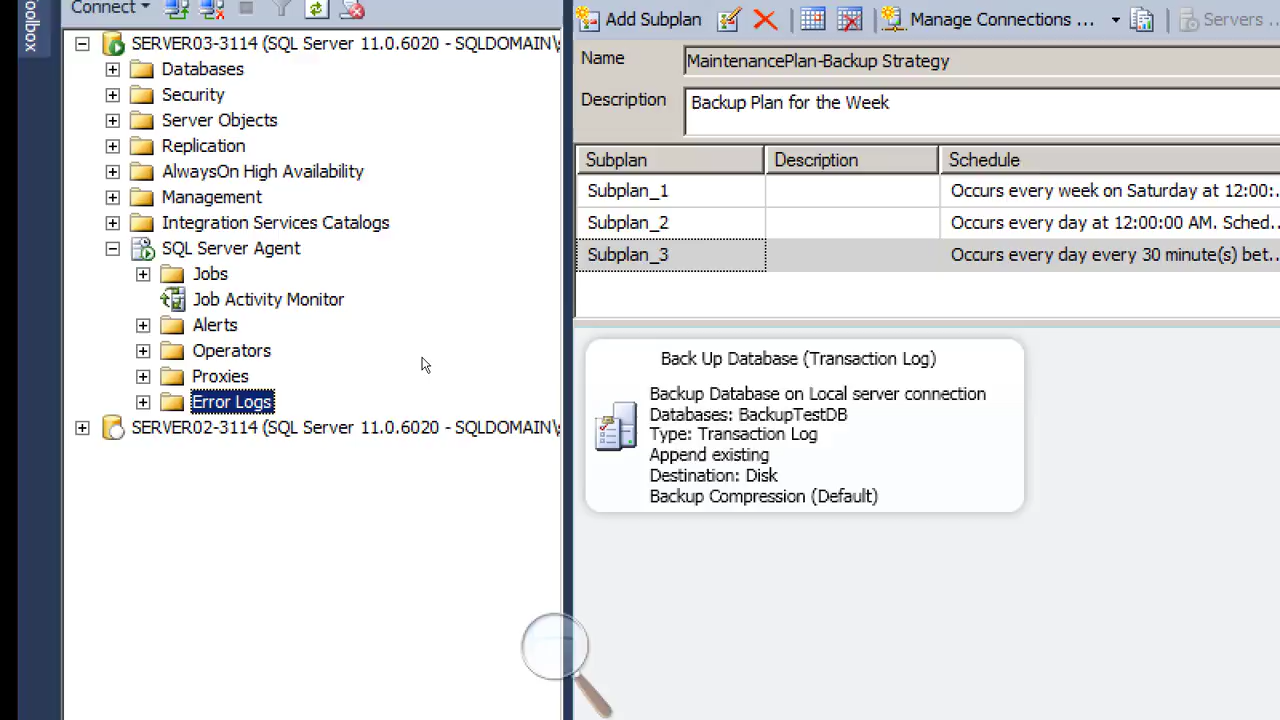 oolbox
Connect
SERVER03-3114 (SQL Server 11.0.6020 - SQLDOMAIN\
Databases
Security
Server Objects
Replication
AlwaysOn High Availability
Management
Integration Services Catalogs
SQL Server Agent
Jobs
Job Activity Monitor
Alerts
Operators
Proxies
Error Logs
SERVER02-3114 (SQL Server 11.0.6020 - SQLDOMAIN\
Add Subplan Manage Connections ... Servers
Name MaintenancePlan-Backup Strategy
Description Backup Plan for the Week
Subplan Description Schedule
Subplan_1 Occurs every week on Saturday at 12:00:..
Subplan_2 Occurs every day at 12:00:00 AM. Sched..
Subplan_3 Occurs every day every 30 minute(s) bet..
Back Up Database (Transaction Log)
Backup Database on Local server connection
Databases: BackupTestDB
Type: Transaction Log
Append existing
Destination: Disk
Backup Compression (Default)